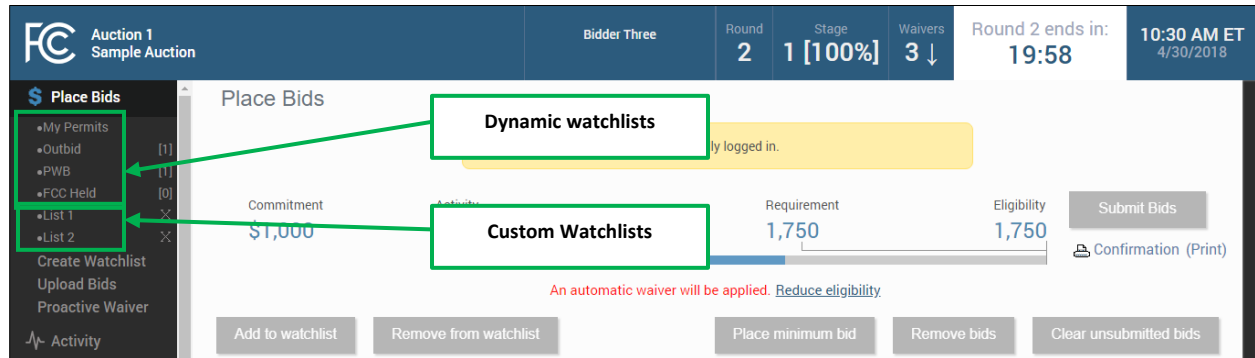 FCC
Auction 1
Sample Auction
Bidder Three
Round
2
Stage
1 [100%]
Waivers
3 ↓
Round 2 ends in:
19:58
10:30 AM ET
4/30/2018
$ Place Bids
•My Permits
•Outbid [1]
•PWB [1]
•FCC Held [0]
•List 1 X
•List 2 X
Create Watchlist
Upload Bids
Proactive Waiver
Activity
Place Bids
Dynamic watchlists
ly logged in.
Commitment
$1,000
Custom Watchlists
Requirement
1,750
Eligibility
1,750
Submit Bids
Confirmation (Print)
An automatic waiver will be applied. Reduce eligibility
Add to watchlist
Remove from watchlist
Place minimum bid
Remove bids
Clear unsubmitted bids